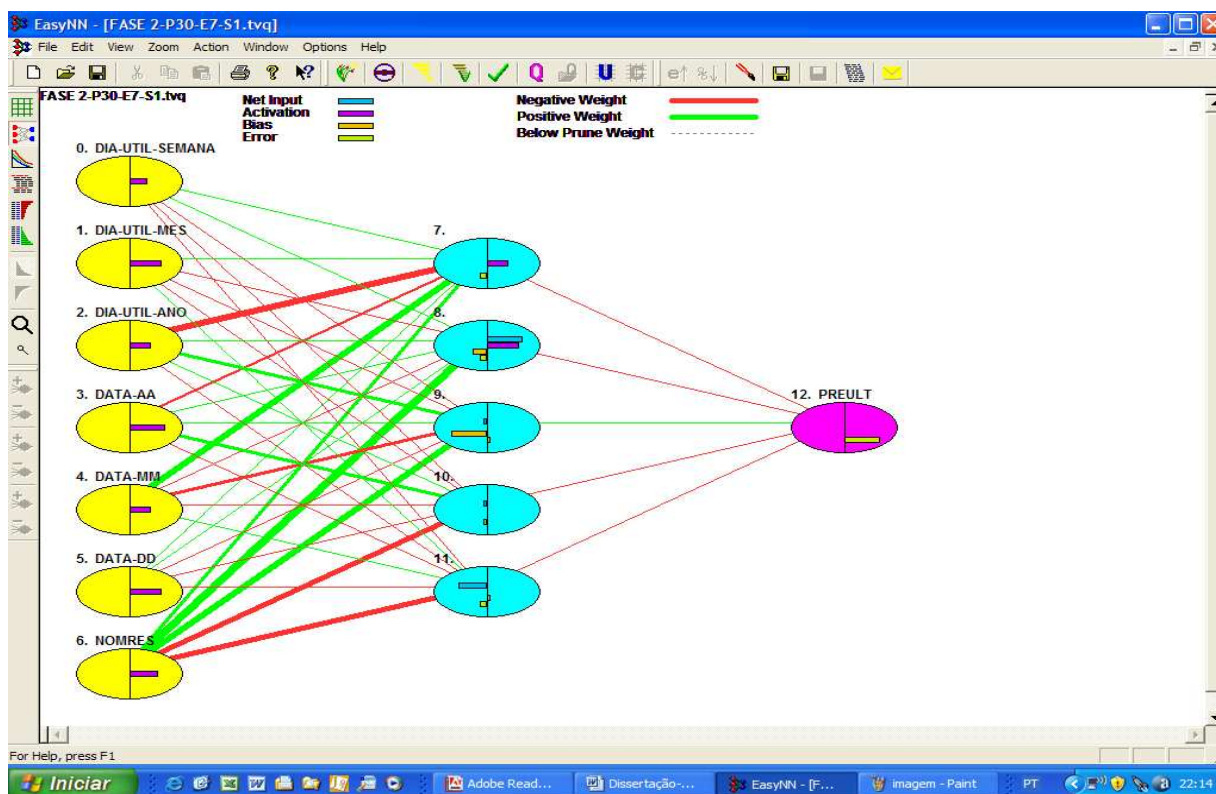 EasyNN - [FASE 2-P30-E7-S1.tvq]
File Edit View Zoom Action Window Options Help
FASE 2-P30-E7-S1.tvq
Net Input
Activation
Bias
Error
Negative Weight
Positive Weight
Below Prune Weight
0. DIA-UTIL-SEMANA
1. DIA-UTIL-MES
7.
2. DIA-UTIL-ANO
8.
3. DATA-AA
9.
12. PREULT
4. DATA-MM
10.
5. DATA-DD
11.
6. NOMRES
For Help, press F1
Iniciar Adobe Read... Dissertação-... EasyNN - [F... imagem - Paint PT 22:14